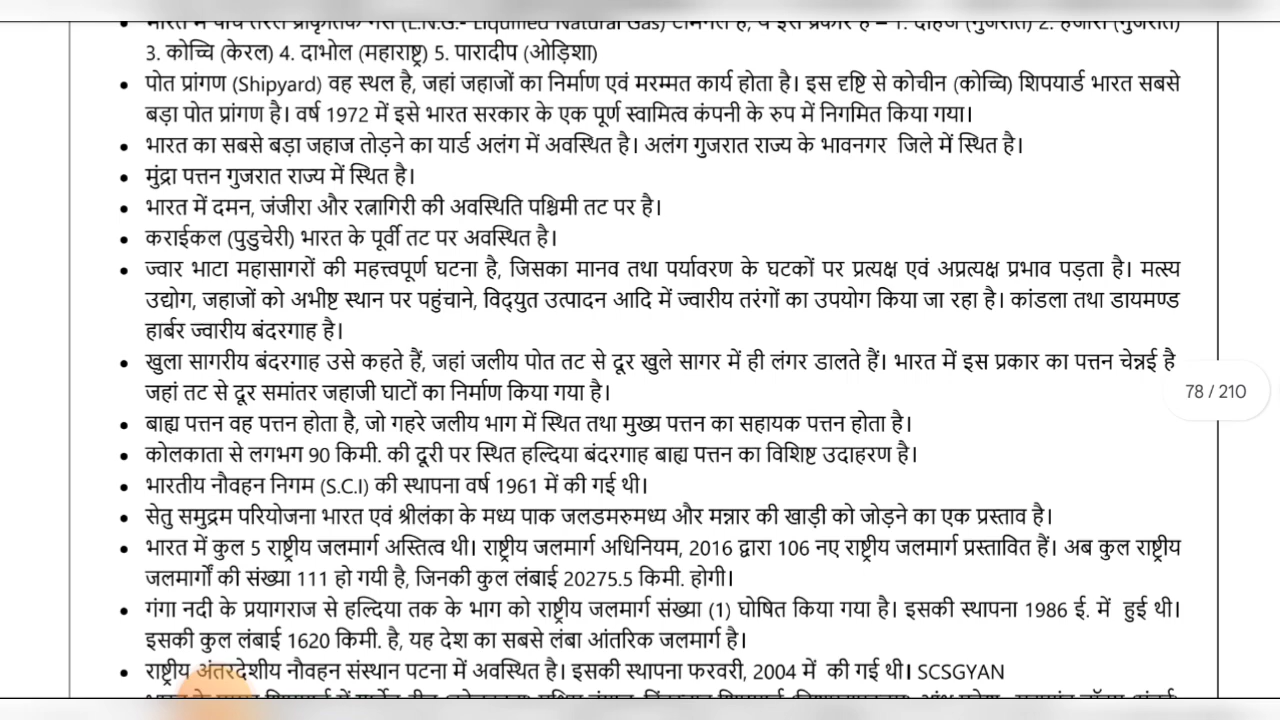 3. कोच्चि (केरल) 4. दाभोल (महाराष्ट्र) 5. पारादीप (ओड़िशा)
पोत प्रांगण (Shipyard) वह स्थल है, जहां जहाजों का निर्माण एवं मरम्मत कार्य होता है। इस दृष्टि से कोचीन (कोच्चि) शिपयार्ड भारत सबसे
बड़ा पोत प्रांगण है। वर्ष 1972 में इसे भारत सरकार के एक पूर्ण स्वामित्व कंपनी के रुप में निगमित किया गया।
भारत का सबसे बड़ा जहाज तोड़ने का यार्ड अलंग में अवस्थित है। अलंग गुजरात राज्य के भावनगर जिले में स्थित है।
मुंद्रा पत्तन गुजरात राज्य में स्थित है।
भारत में दमन, जंजीरा और रत्नागिरी की अवस्थिति पश्चिमी तट पर है।
कराईकल (पुडुचेरी) भारत के पूर्वी तट पर अवस्थित है।
ज्वार भाटा महासागरों की महत्त्वपूर्ण घटना है, जिसका मानव तथा पर्यावरण के घटकों पर प्रत्यक्ष एवं अप्रत्यक्ष प्रभाव पड़ता है। मत्स्य
उद्योग, जहाजों को अभीष्ट स्थान पर पहुंचाने, विद्युत उत्पादन आदि में ज्वारीय तरंगों का उपयोग किया जा रहा है। कांडला तथा डायमण्ड
हार्बर ज्वारीय बंदरगाह है।
खुला सागरीय बंदरगाह उसे कहते हैं, जहां जलीय पोत तट से दूर खुले सागर में ही लंगर डालते हैं। भारत में इस प्रकार का पत्तन चेन्नई है
जहां तट से दूर समांतर जहाजी घाटों का निर्माण किया गया है।
78 / 210
बाह्य पत्तन वह पत्तन होता है, जो गहरे जलीय भाग में स्थित तथा मुख्य पत्तन का सहायक पत्तन होता है।
कोलकाता से लगभग 90 किमी. की दूरी पर स्थित हल्दिया बंदरगाह बाह्य पत्तन का विशिष्ट उदाहरण है।
भारतीय नौवहन निगम (S.C.I) की स्थापना वर्ष 1961 में की गई थी।
सेतु समुद्रम परियोजना भारत एवं श्रीलंका के मध्य पाक जलडमरुमध्य और मन्नार की खाड़ी को जोड़ने का एक प्रस्ताव है।
भारत में कुल 5 राष्ट्रीय जलमार्ग अस्तित्व थी। राष्ट्रीय जलमार्ग अधिनियम, 2016 द्वारा 106 नए राष्ट्रीय जलमार्ग प्रस्तावित हैं। अब कुल राष्ट्रीय
जलमार्गों की संख्या 111 हो गयी है, जिनकी कुल लंबाई 20275.5 किमी. होगी।
गंगा नदी के प्रयागराज से हल्दिया तक के भाग को राष्ट्रीय जलमार्ग संख्या (1) घोषित किया गया है। इसकी स्थापना 1986 ई. में हुई थी।
इसकी कुल लंबाई 1620 किमी. है, यह देश का सबसे लंबा आंतरिक जलमार्ग है।
राष्ट्रीय अंतरदेशीय नौवहन संस्थान पटना में अवस्थित है। इसकी स्थापना फरवरी, 2004 में की गई थी। SCSGYAN